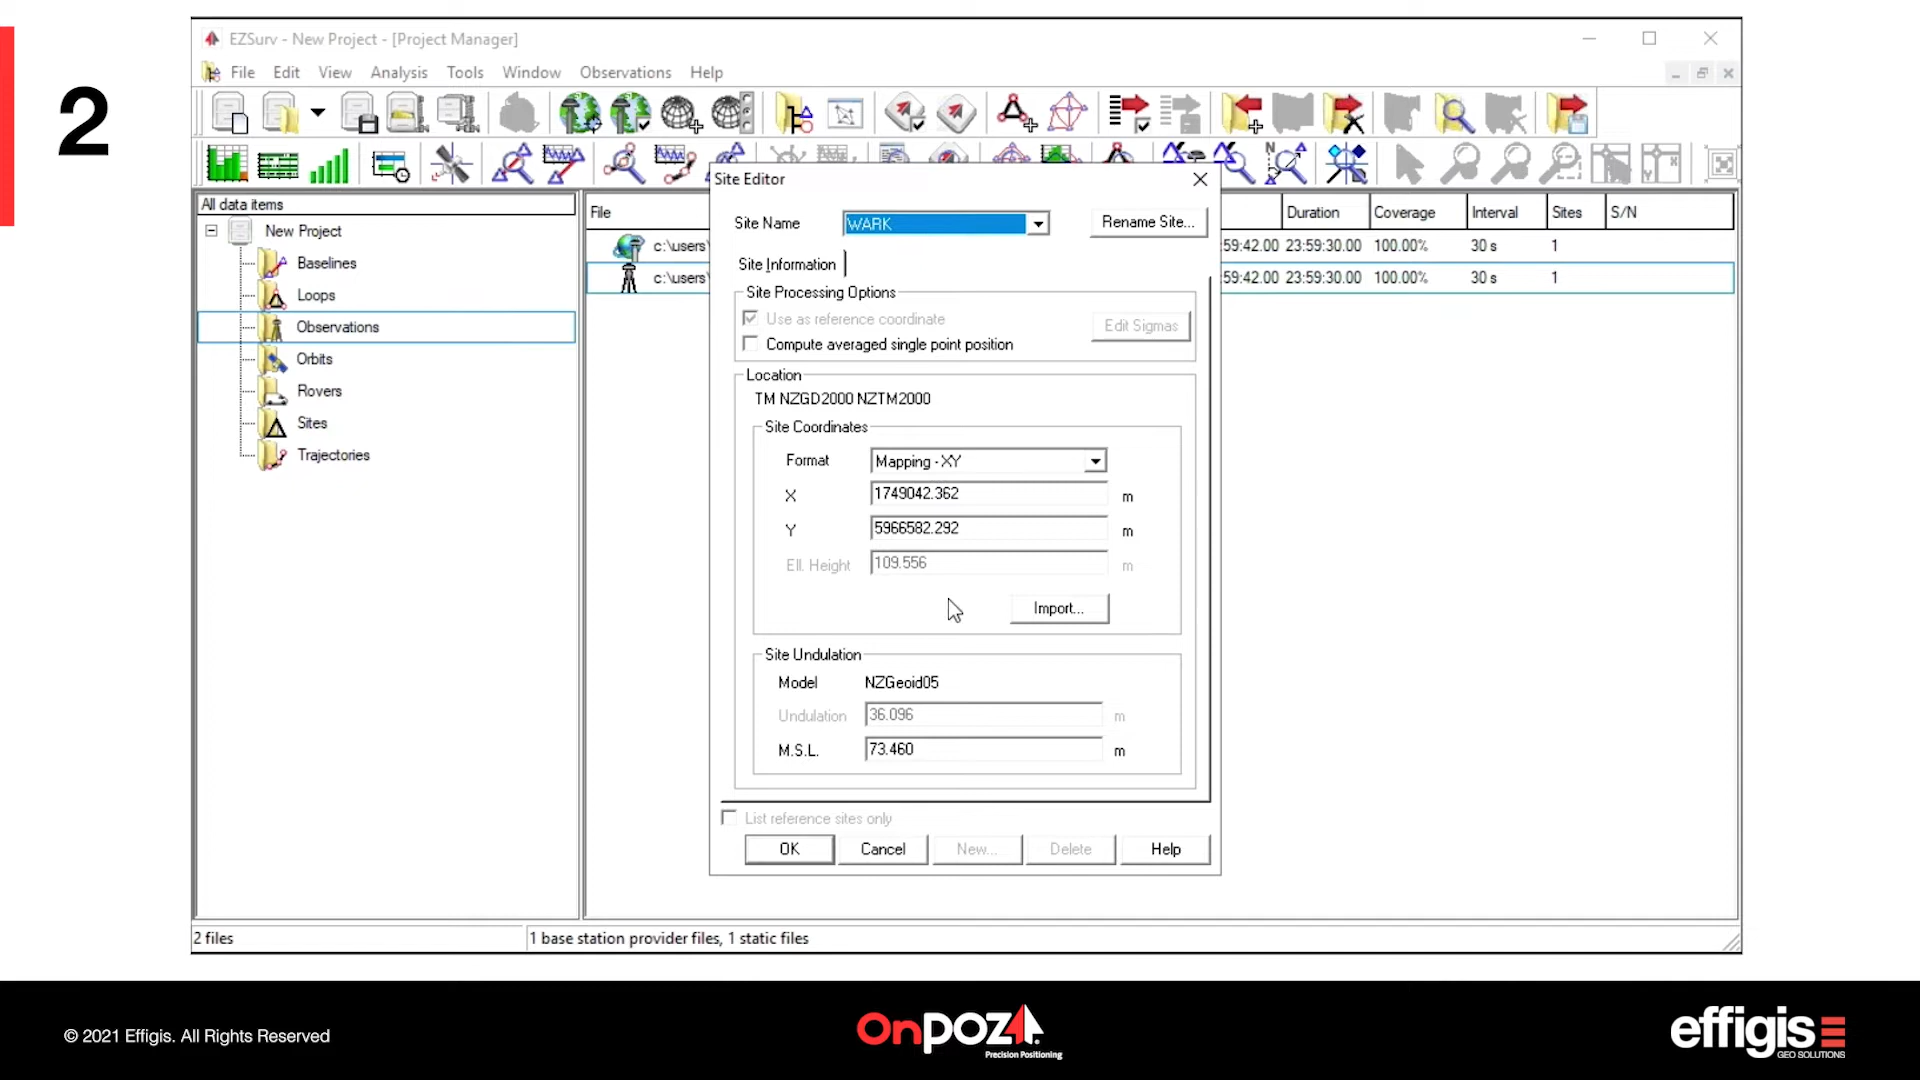 2
EZSurv - New Project - [Project Manager]
File Edit View Analysis Tools Window Observations Help
All data items
New Project
Baselines
Loops
Observations
Orbits
Rovers
Sites
Trajectories
File Duration Coverage Interval Sites S/N
c:\users\ :59:42.00 23:59:30.00 100.00% 30 s 1
c:\users\ :59:42.00 23:59:30.00 100.00% 30 s 1
Site Editor
Site Name WARK Rename Site...
Site Information
Site Processing Options
Use as reference coordinate Edit Sigmas
Compute averaged single point position
Location
TM NZGD2000 NZTM2000
Site Coordinates
Format Mapping - XY
X 1749042.362 m
Y 5966582.292 m
Ell. Height 109.556 m
Import...
Site Undulation
Model NZGeoid05
Undulation 36.096 m
M.S.L. 73.460 m
List reference sites only
OK Cancel New... Delete Help
2 files 1 base station provider files, 1 static files
© 2021 Effigis. All Rights Reserved
Onpoz
Precision Positioning
effigis
GEO SOLUTIONS